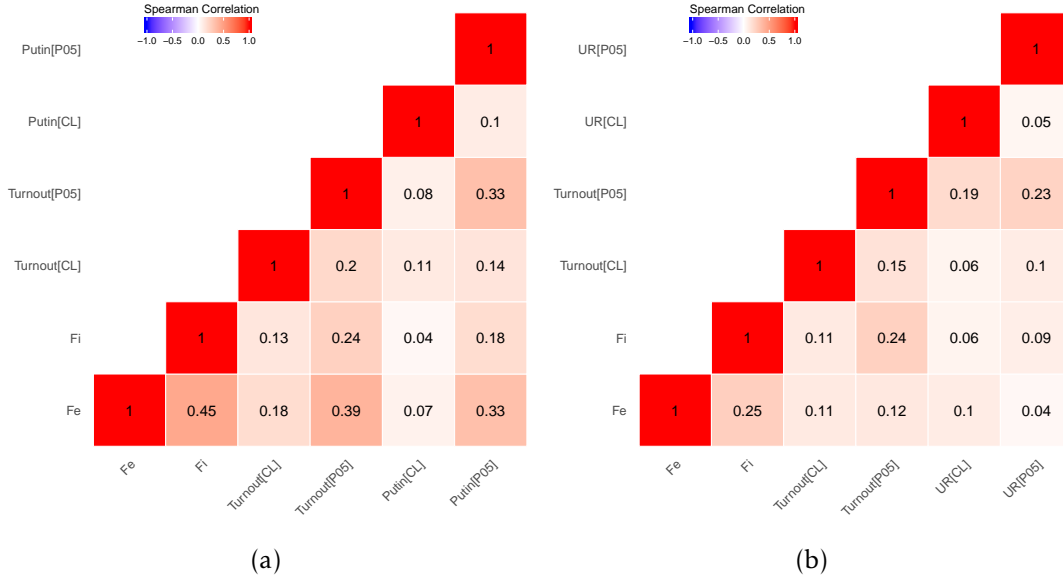 Spearman Correlation
−1.0 −0.5 0.0 0.5 1.0
Putin[P05] 1
Putin[CL] 1 0.1
Turnout[P05] 1 0.08 0.33
Turnout[CL] 1 0.2 0.11 0.14
Fi 1 0.13 0.24 0.04 0.18
Fe 1 0.45 0.18 0.39 0.07 0.33
Fe Fi Turnout[CL] Turnout[P05] Putin[CL] Putin[P05]
(a)
Spearman Correlation
−1.0 −0.5 0.0 0.5 1.0
UR[P05] 1
UR[CL] 1 0.05
Turnout[P05] 1 0.19 0.23
Turnout[CL] 1 0.15 0.06 0.1
Fi 1 0.11 0.24 0.06 0.09
Fe 1 0.25 0.11 0.12 0.1 0.04
Fe Fi Turnout[CL] Turnout[P05] UR[CL] UR[P05]
(b)